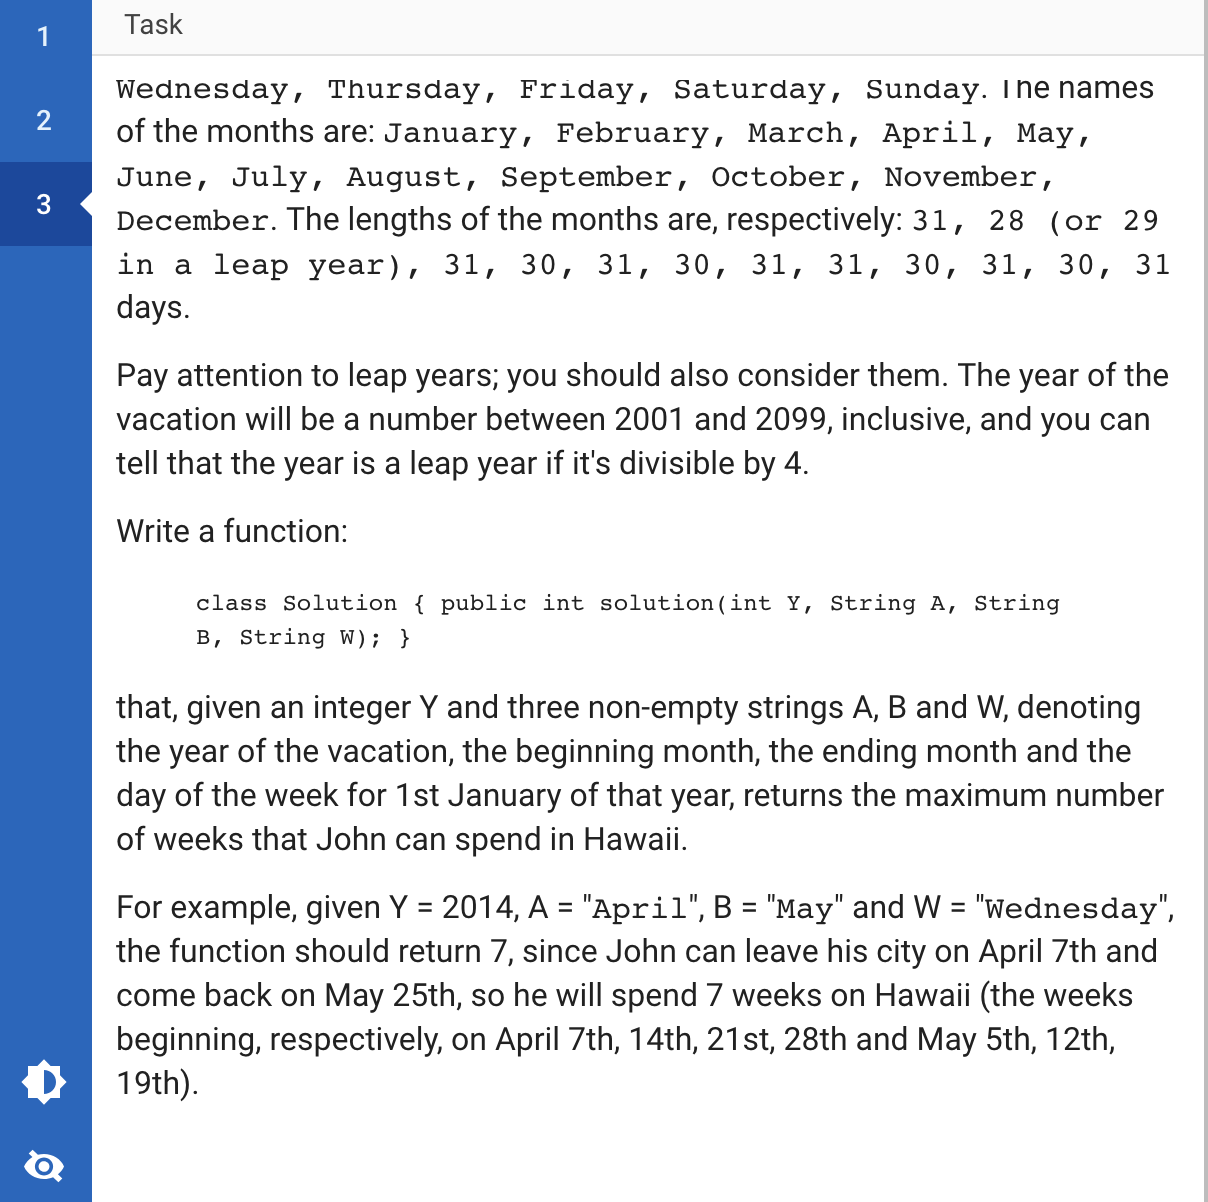 Task
1
2
3
Wednesday, Thursday, Friday, Saturday, Sunday. The names
of the months are: January, February, March, April, May,
June, July, August, September, October, November,
December. The lengths of the months are, respectively: 31, 28 (or 29
in a leap year), 31, 30, 31, 30, 31, 31, 30, 31, 30, 31
days.
Pay attention to leap years; you should also consider them. The year of the
vacation will be a number between 2001 and 2099, inclusive, and you can
tell that the year is a leap year if it's divisible by 4.
Write a function:
class Solution { public int solution(int Y, String A, String
B, String W); }
that, given an integer Y and three non-empty strings A, B and W, denoting
the year of the vacation, the beginning month, the ending month and the
day of the week for 1st January of that year, returns the maximum number
of weeks that John can spend in Hawaii.
For example, given Y = 2014, A = "April", B = "May" and W = "Wednesday",
the function should return 7, since John can leave his city on April 7th and
come back on May 25th, so he will spend 7 weeks on Hawaii (the weeks
beginning, respectively, on April 7th, 14th, 21st, 28th and May 5th, 12th,
19th).